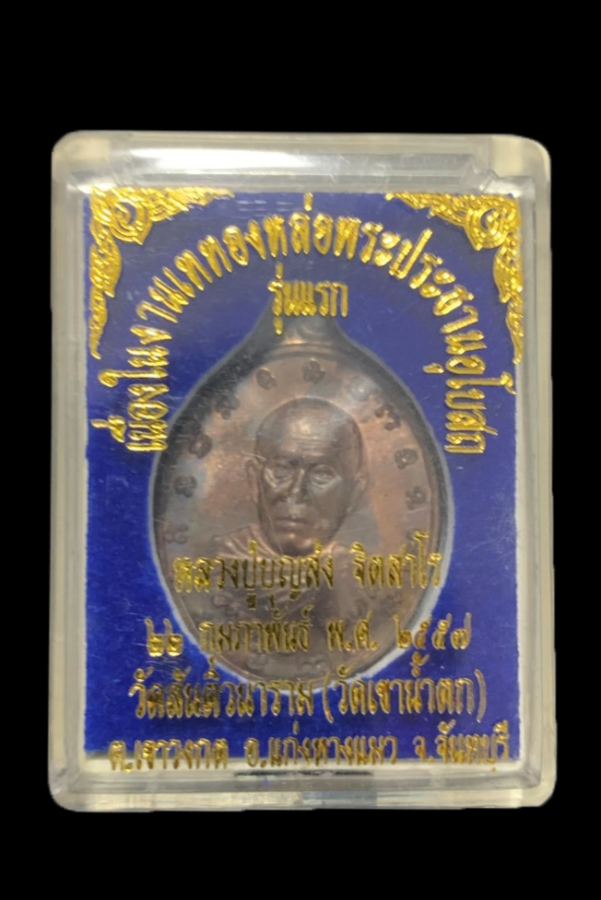 เนื่องในงานเททองหล่อพระประธานอุโบสถ
รุ่นแรก
หลวงปู่บุญส่ง จิตสาโร
๒๒ กุมภาพันธ์ พ.ศ. ๒๕๕๗
วัดสันติวนาราม (วัดเขาน้ำตก)
ต.เขาวงกต อ.แก่งหางแมว จ.จันทบุรี